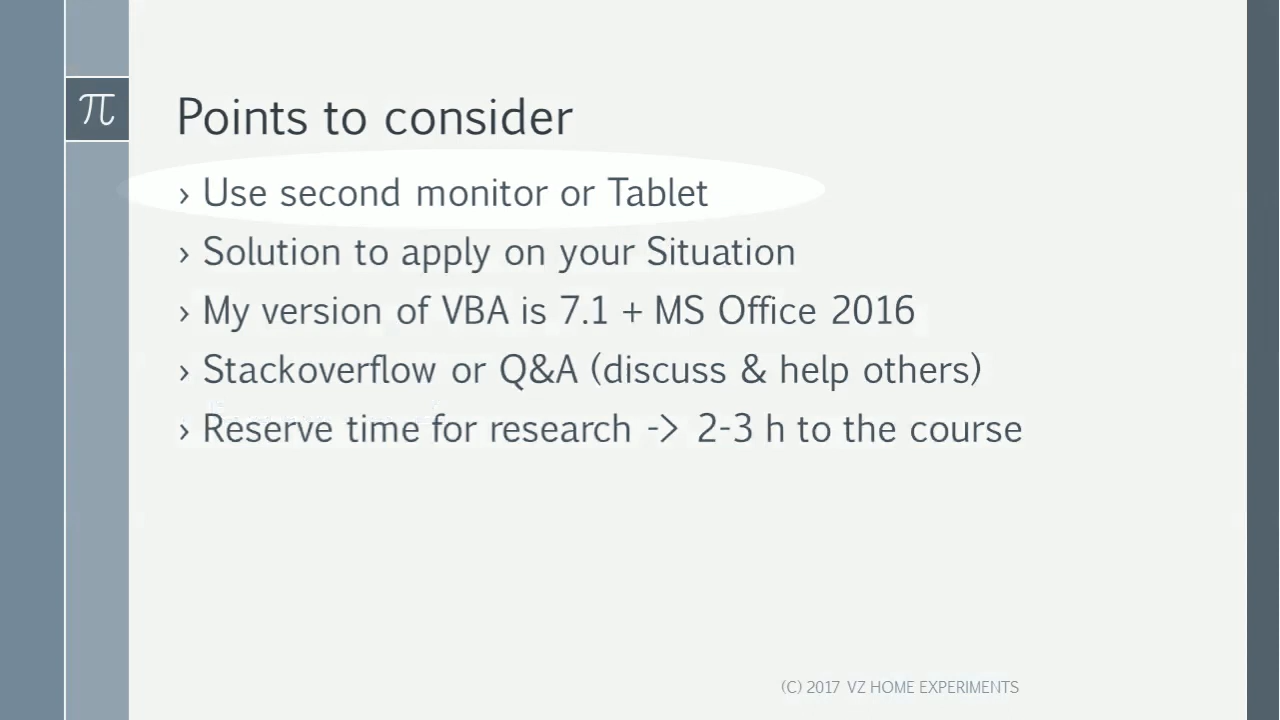 π
Points to consider
› Use second monitor or Tablet
› Solution to apply on your Situation
› My version of VBA is 7.1 + MS Office 2016
› Stackoverflow or Q&A (discuss & help others)
› Reserve time for research -> 2-3 h to the course
(C) 2017 VZ HOME EXPERIMENTS